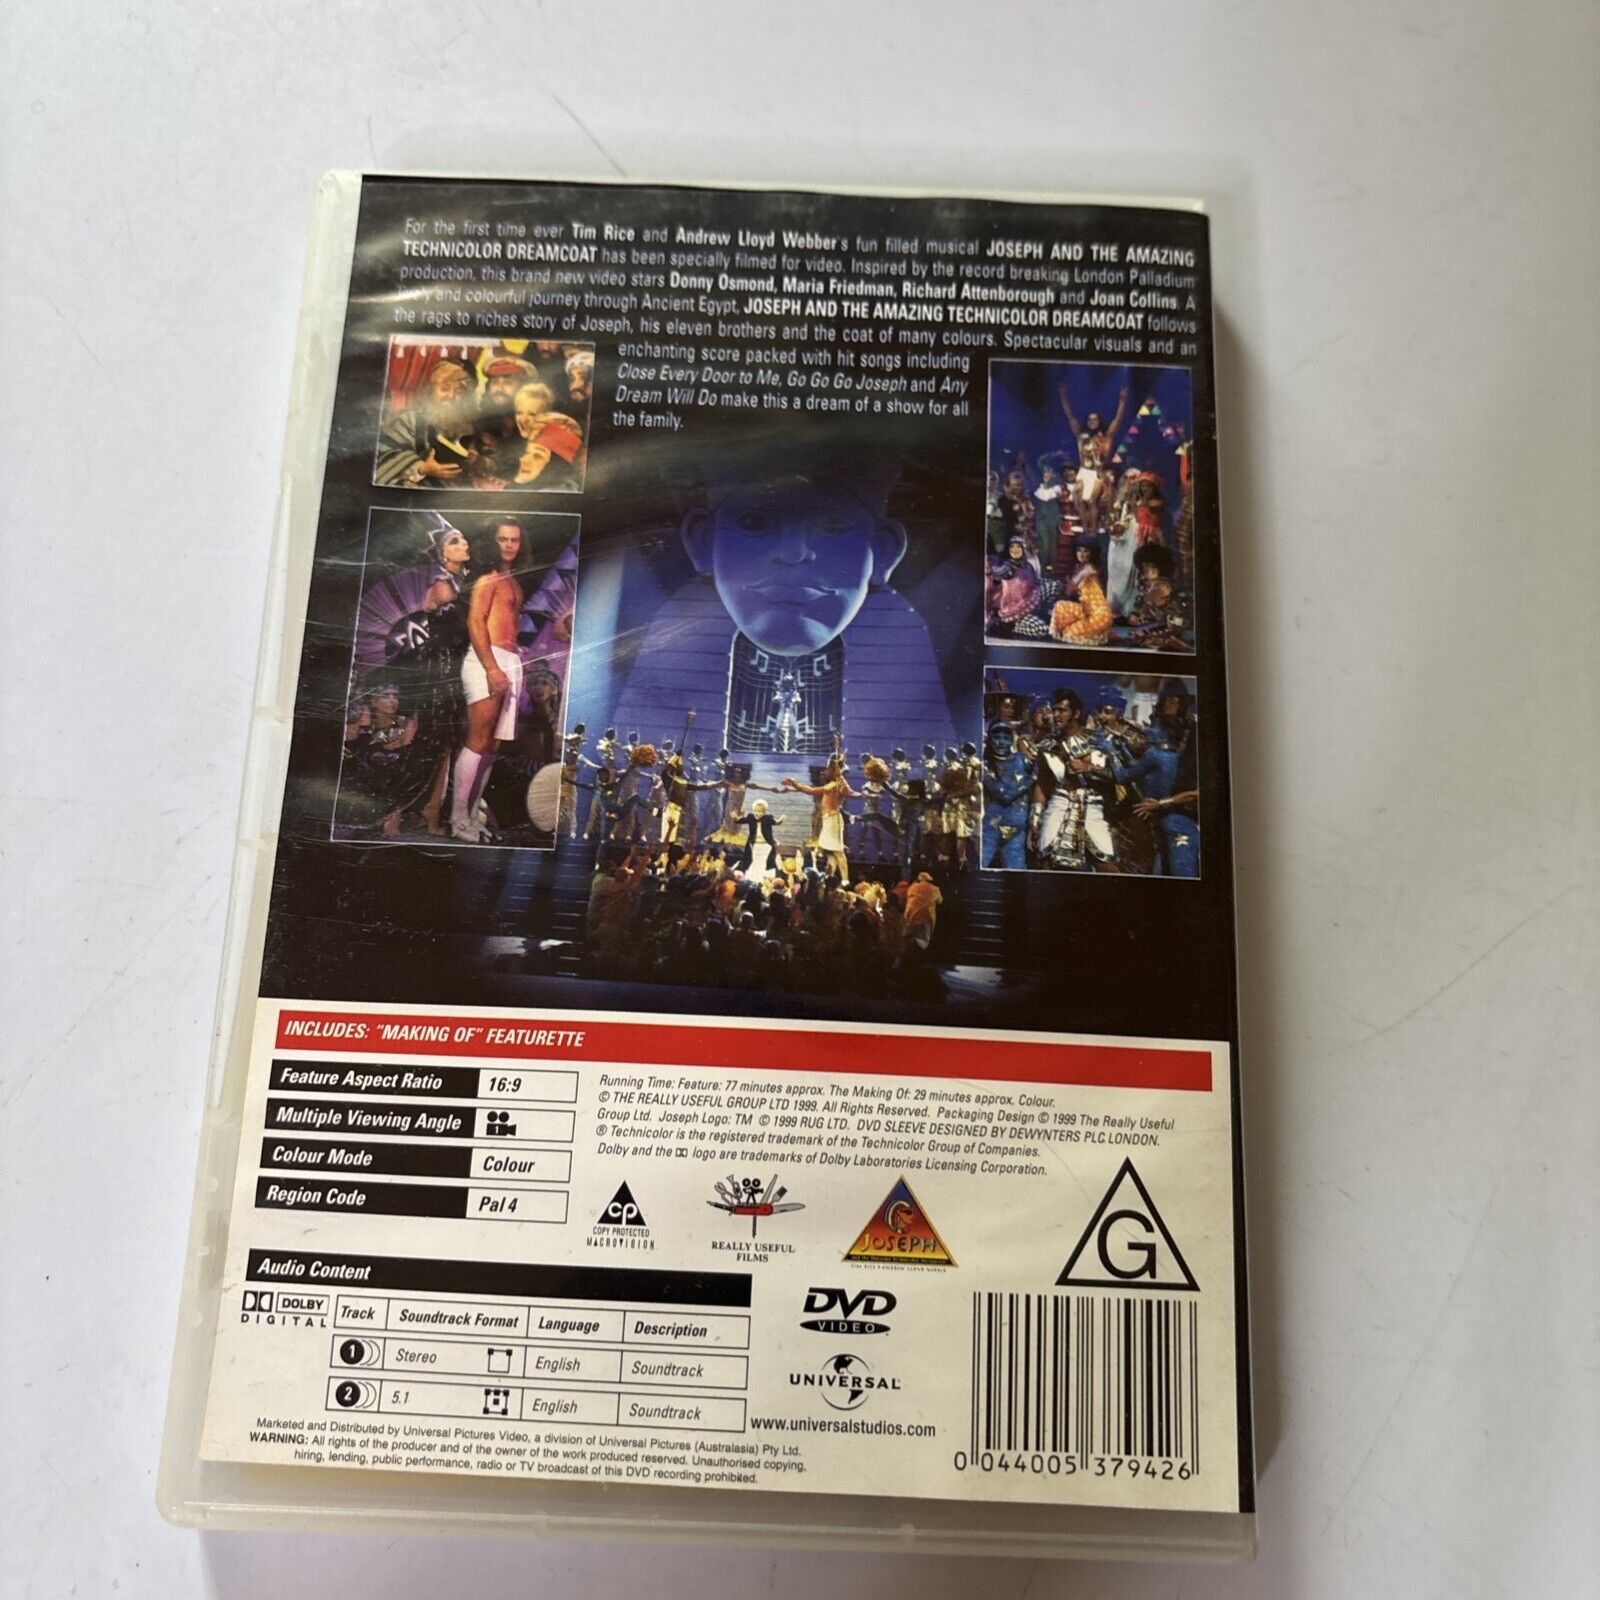 For the first time ever Tim Rice and Andrew Lloyd Webber's fun filled musical JOSEPH AND THE AMAZING
TECHNICOLOR DREAMCOAT has been specially filmed for video. Inspired by the record breaking London Palladium
production, this brand new video stars Donny Osmond, Maria Friedman, Richard Attenborough and Joan Collins. A
and colourful journey through Ancient Egypt, JOSEPH AND THE AMAZING TECHNICOLOR DREAMCOAT follows
the rags to riches story of Joseph, his eleven brothers and the coat of many colours. Spectacular visuals and an
enchanting score packed with hit songs including
Close Every Door to Me, Go Go Go Joseph and Any
Dream Will Do make this a dream of a show for all
the family.
INCLUDES: "MAKING OF" FEATURETTE
Feature Aspect Ratio 16:9
Multiple Viewing Angle 1
Colour Mode Colour
Region Code Pal 4
Running Time: Feature: 77 minutes approx. The Making Of: 29 minutes approx. Colour.
© THE REALLY USEFUL GROUP LTD 1999. All Rights Reserved. Packaging Design © 1999 The Really Useful
Group Ltd. Joseph Logo: TM © 1999 RUG LTD. DVD SLEEVE DESIGNED BY DEWYNTERS PLC. LONDON.
® Technicolor is the registered trademark of the Technicolor Group of Companies.
Dolby and the logo are trademarks of Dolby Laboratories Licensing Corporation.
CP
COPY PROTECTED
MACROVISION
REALLY USEFUL
FILMS
JOSEPH
G
Audio Content
DOLBY
DIGITAL
Track Soundtrack Format Language Description
1 Stereo English Soundtrack
2 5.1 English Soundtrack
DVD
VIDEO
UNIVERSAL
www.universalstudios.com
Marketed and Distributed by Universal Pictures Video, a division of Universal Pictures (Australasia) Pty Ltd.
WARNING: All rights of the producer and of the owner of the work produced reserved. Unauthorised copying,
hiring, lending, public performance, radio or TV broadcast of this DVD recording prohibited.
0 044005 379426